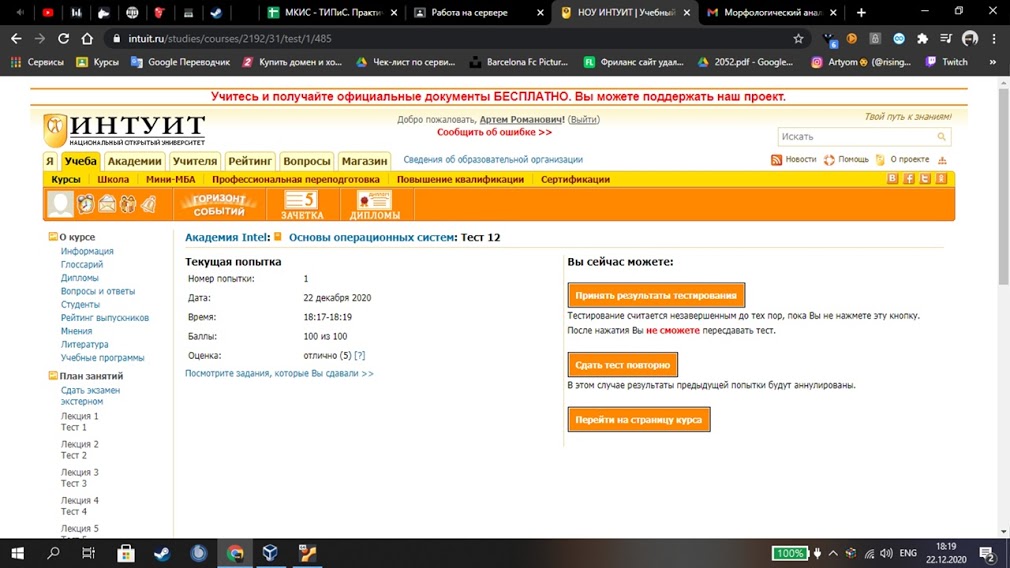 МКИС - ТИПиС. Практи
Работа на сервере
НОУ ИНТУИТ | Учебный
Морфологический анал
intuit.ru/studies/courses/2192/31/test/1/485
6
Сервисы
Курсы
Google Переводчик
Купить домен и хо...
Чек-лист по серви...
Barcelona Fc Pictur...
Фриланс сайт удал...
2052.pdf - Google...
Artyom (@rising...
Twitch
Учитесь и получайте официальные документы БЕСПЛАТНО. Вы можете поддержать наш проект.
ИНТУИТ
НАЦИОНАЛЬНЫЙ ОТКРЫТЫЙ УНИВЕРСИТЕТ
Добро пожаловать, Артем Романович! (Выйти)
Сообщить об ошибке >>
Твой путь к знаниям!
Искать
Я
Учеба
Академии
Учителя
Рейтинг
Вопросы
Магазин
Сведения об образовательной организации
Новости
Помощь
О проекте
Курсы
Школа
Мини-МБА
Профессиональная переподготовка
Повышение квалификации
Сертификации
ГОРИЗОНТ
СОБЫТИЙ
5
ЗАЧЕТКА
ДИПЛОМЫ
О курсе
Информация
Глоссарий
Дипломы
Вопросы и ответы
Студенты
Рейтинг выпускников
Мнения
Литература
Учебные программы
План занятий
Сдать экзамен
экстерном
Лекция 1
Тест 1
Лекция 2
Тест 2
Лекция 3
Тест 3
Лекция 4
Тест 4
Лекция 5
Академия Intel: Основы операционных систем: Тест 12
Текущая попытка
Номер попытки: 1
Дата: 22 декабря 2020
Время: 18:17-18:19
Баллы: 100 из 100
Оценка: отлично (5) [?]
Посмотрите задания, которые Вы сдавали >>
Вы сейчас можете:
Принять результаты тестирования
Тестирование считается незавершенным до тех пор, пока Вы не нажмете эту кнопку.
После нажатия Вы не сможете пересдавать тест.
Сдать тест повторно
В этом случае результаты предыдущей попытки будут аннулированы.
Перейти на страницу курса
100%
ENG
18:19
22.12.2020
2